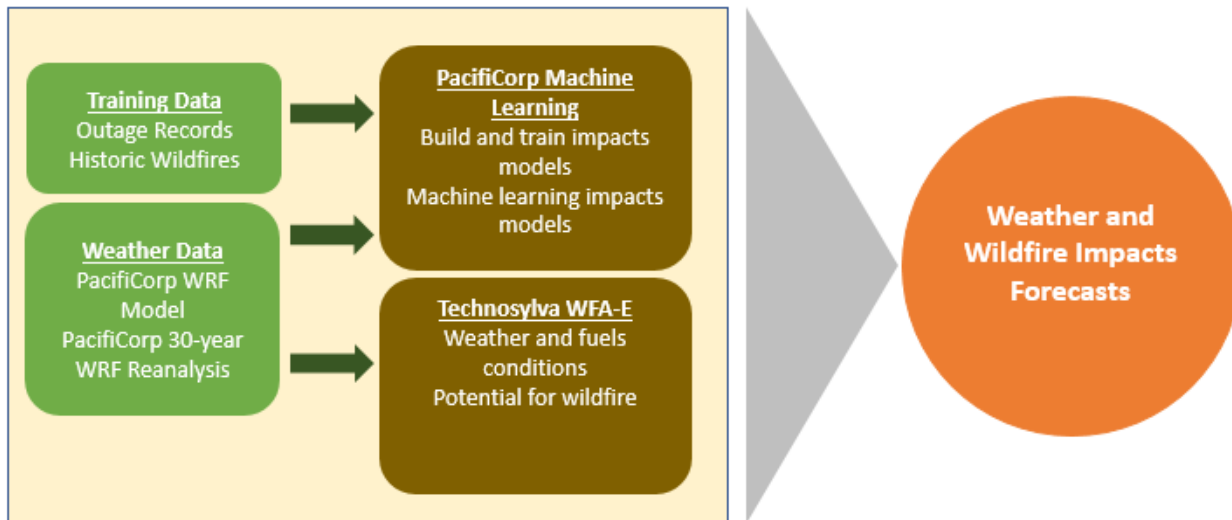 Training Data
Outage Records
Historic Wildfires
Weather Data
PacifiCorp WRF
Model
PacifiCorp 30-year
WRF Reanalysis
PacifiCorp Machine
Learning
Build and train impacts
models
Machine learning impacts
models
Technosylva WFA-E
Weather and fuels
conditions
Potential for wildfire
Weather and
Wildfire Impacts
Forecasts